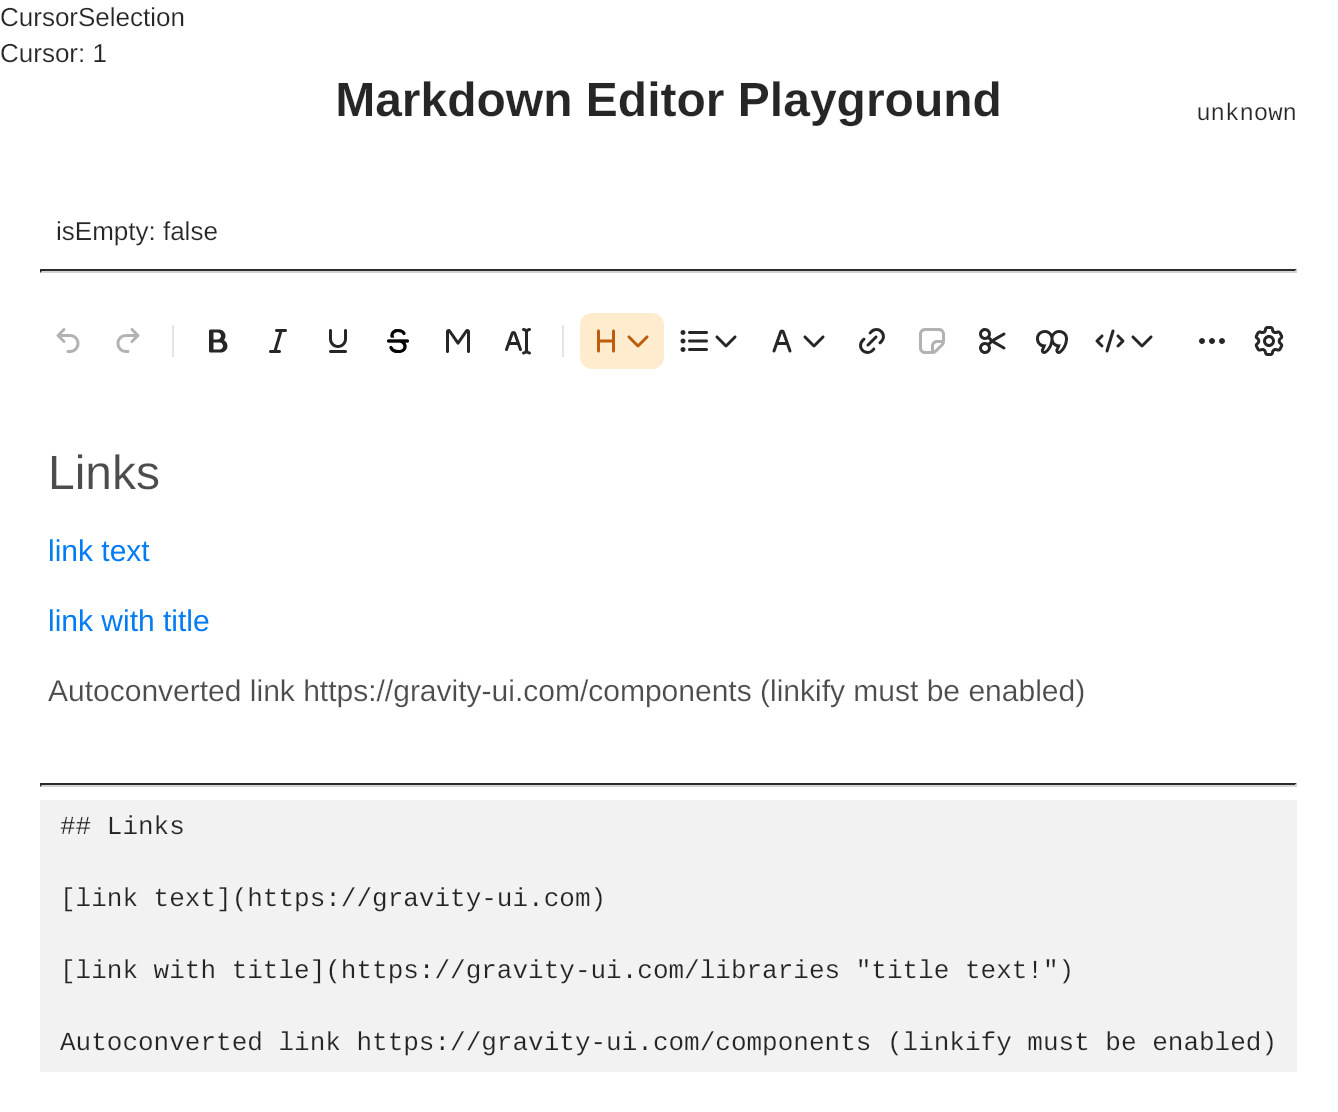 CursorSelection
Cursor: 1
Markdown Editor Playground
unknown
isEmpty: false
Links
link text
link with title
Autoconverted link https://gravity-ui.com/components (linkify must be enabled)
## Links
[link text](https://gravity-ui.com)
[link with title](https://gravity-ui.com/libraries "title text!")
Autoconverted link https://gravity-ui.com/components (linkify must be enabled)